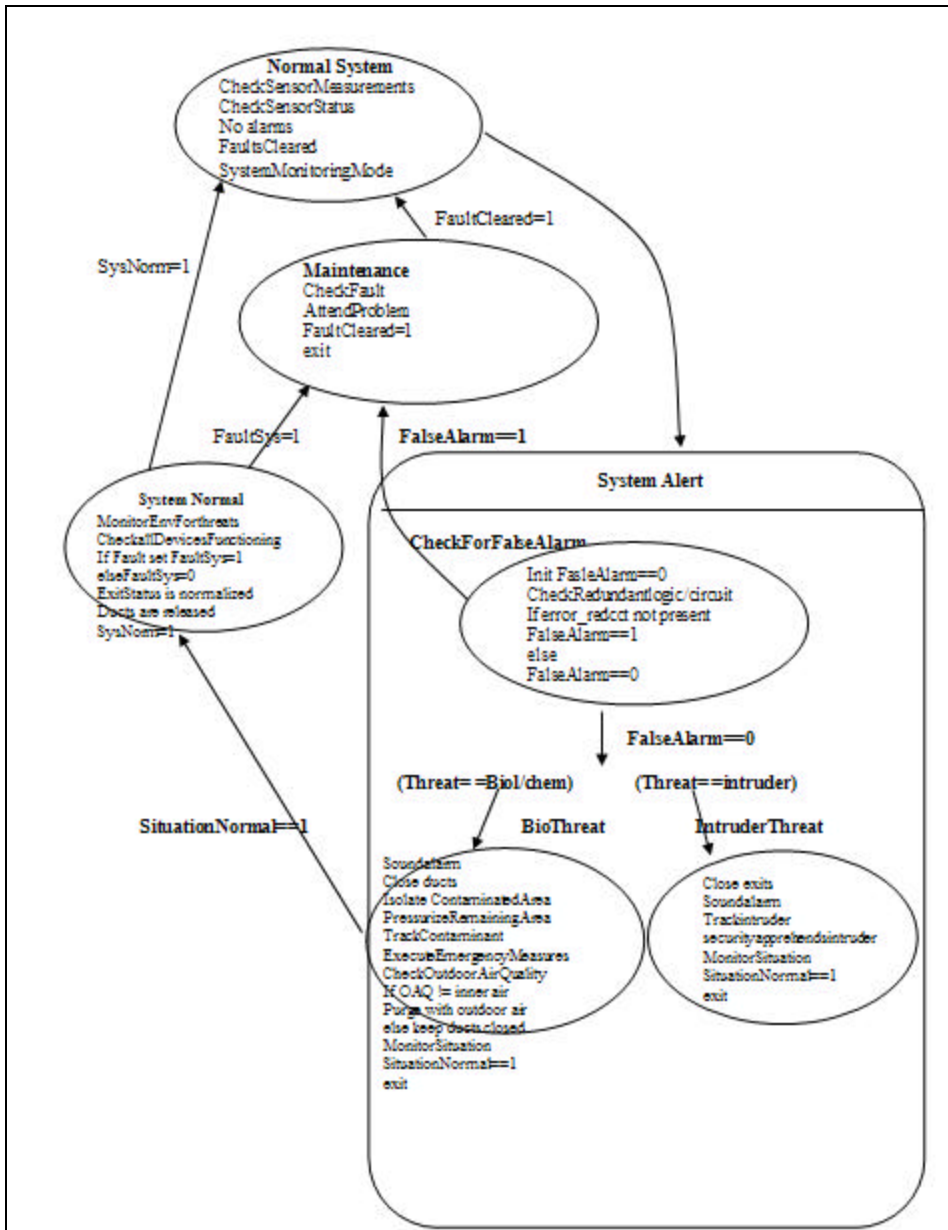 Normal System
CheckSensorMeasurements
CheckSensorStatus
No alarms
FaultsCleared
SystemMonitoringMode
FaultCleared=1
SysNorm=1
Maintenance
CheckFault
AttendProblem
FaultCleared=1
exit
FaultSys=1
FalseAlarm==1
System Normal
MonitorEnvForthreats
CheckallDevicesFunctioning
If Fault set FaultSys=1
elseFaultSys=0
ExitStatus is normalized
Ducts are released
SysNorm=1
System Alert
CheckForFalseAlarm
Init FasleAlarm==0
CheckRedundantlogic/circuit
If error_redcct not present
FalseAlarm==1
else
FalseAlarm==0
FalseAlarm==0
(Threat==Biol/chem)
(Threat==intruder)
SituationNormal==1
BioThreat
IntruderThreat
Soundalarm
Close ducts
Isolate ContaminatedArea
PressurizeRemainingArea
TrackContaminant
ExecuteEmergencyMeasures
CheckOutdoorAirQuality
If OAQ != inner air
Purge with outdoor air
else keep ducts closed
MonitorSituation
SituationNormal==1
exit
Close exits
Soundalarm
Trackintruder
securityapprehendsintruder
MonitorSituation
SituationNormal==1
exit